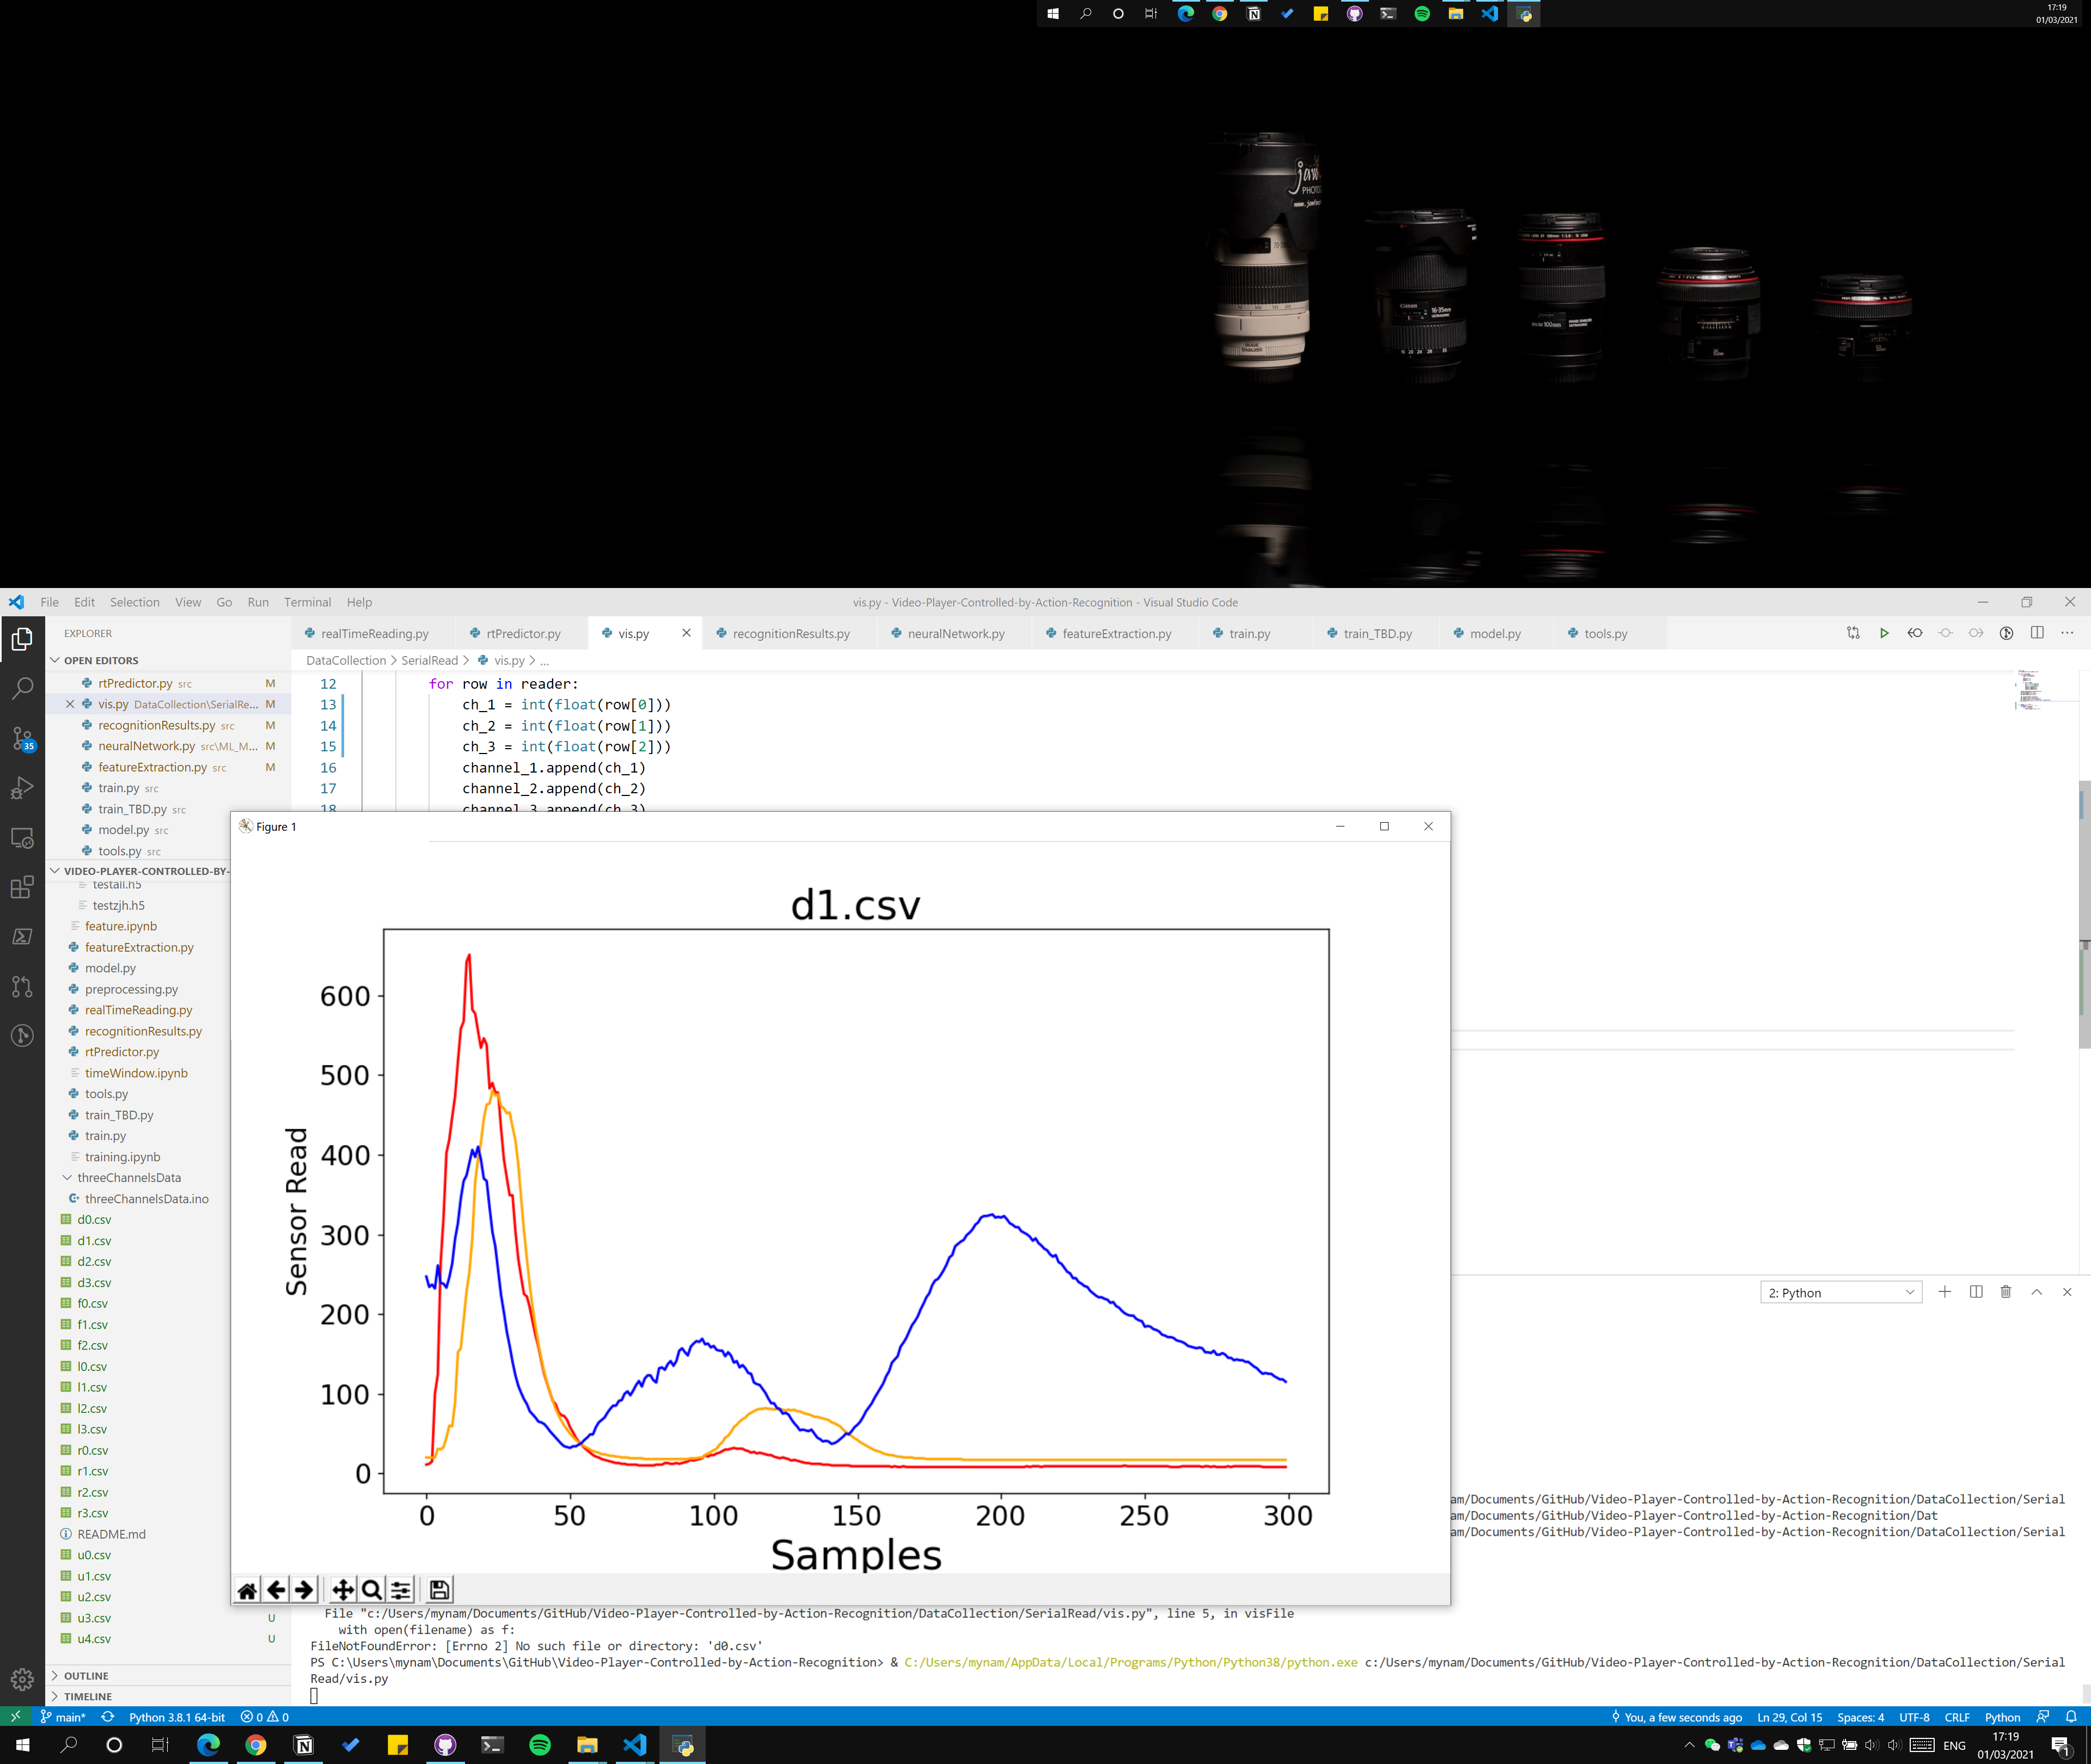 17:19
01/03/2021
jaw
PHOTO
Canon
16-35mm
100mm
vis.py - Video-Player-Controlled-by-Action-Recognition - Visual Studio Code
File Edit Selection View Go Run Terminal Help
EXPLORER
realTimeReading.py rtPredictor.py vis.py recognitionResults.py neuralNetwork.py featureExtraction.py train.py train_TBD.py model.py tools.py
OPEN EDITORS
DataCollection > SerialRead > vis.py > ...
rtPredictor.py src M
vis.py DataCollection\SerialRe... M
recognitionResults.py src M
neuralNetwork.py src\ML_M... M
featureExtraction.py src M
train.py src
train_TBD.py src
model.py src
tools.py src
35
12 for row in reader:
13 ch_1 = int(float(row[0]))
14 ch_2 = int(float(row[1]))
15 ch_3 = int(float(row[2]))
16 channel_1.append(ch_1)
17 channel_2.append(ch_2)
18 channel_3.append(ch_3)
VIDEO-PLAYER-CONTROLLED-BY-
testall.h5
testzjh.h5
feature.ipynb
featureExtraction.py
model.py
preprocessing.py
realTimeReading.py
recognitionResults.py
rtPredictor.py
timeWindow.ipynb
tools.py
train_TBD.py
train.py
training.ipynb
threeChannelsData
threeChannelsData.ino
d0.csv
d1.csv
d2.csv
d3.csv
f0.csv
f1.csv
f2.csv
l0.csv
l1.csv
l2.csv
l3.csv
r0.csv
r1.csv
r2.csv
r3.csv
README.md
u0.csv
u1.csv
u2.csv
u3.csv U
u4.csv U
OUTLINE
TIMELINE
Figure 1
d1.csv
Sensor Read
600
500
400
300
200
100
0
0 50 100 150 200 250 300
Samples
2: Python
am/Documents/GitHub/Video-Player-Controlled-by-Action-Recognition/DataCollection/Serial
am/Documents/GitHub/Video-Player-Controlled-by-Action-Recognition/Dat
am/Documents/GitHub/Video-Player-Controlled-by-Action-Recognition/DataCollection/Serial
File "c:/Users/mynam/Documents/GitHub/Video-Player-Controlled-by-Action-Recognition/DataCollection/SerialRead/vis.py", line 5, in visFile
with open(filename) as f:
FileNotFoundError: [Errno 2] No such file or directory: 'd0.csv'
PS C:\Users\mynam\Documents\GitHub\Video-Player-Controlled-by-Action-Recognition> & C:/Users/mynam/AppData/Local/Programs/Python/Python38/python.exe c:/Users/mynam/Documents/GitHub/Video-Player-Controlled-by-Action-Recognition/DataCollection/Serial
Read/vis.py
main* Python 3.8.1 64-bit 0 0 You, a few seconds ago Ln 29, Col 15 Spaces: 4 UTF-8 CRLF Python
ENG
17:19
01/03/2021
1